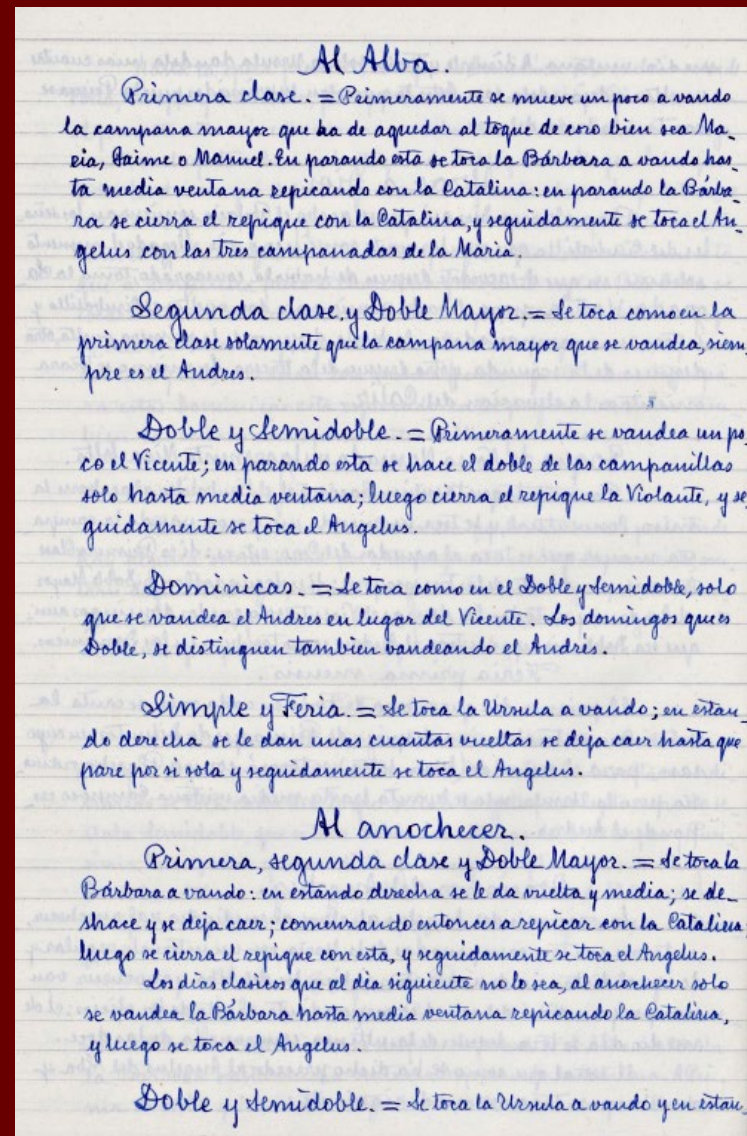 Al Alba.
Primera clase. = Primeramente se mueve un poco a vando
la campana mayor que ha de aquedar al toque de coro bien sea Ma_
ria, Jaime o Manuel. En parando esta se toca la Bárberra a vando has_
ta media ventana repicando con la Catalina: en parando la Bárba_
ra se cierra el repique con la Catalina, y seguidamente se toca el An_
gelus con las tres campanadas de la Maria.
Segunda clase, y Doble Mayor. = Se toca como en la
primera clase solamente que la campana mayor que se vandea, siem_
pre es el Andres.
Doble y Semidoble. = Primeramente se vandea un po_
co el Vicente; en parando esta se hace el doble de las campanillas
solo hasta media ventana; luego cierra el repique la Violante, y se_
guidamente se toca el Angelus.
Dominicas. = Se toca como en el Doble y Semidoble, solo
que se vandea el Andres en lugar del Vicente. Los domingos que es
Doble, se distinguen tambien vandeando el Andrés.
Simple y Feria. = Se toca la Ursula a vando; en estan_
do derecha se le dan unas cuantas vueltas se deja caer hasta que
pare por si sola y seguidamente se toca el Angelus.
Al anochecer.
Primera, segunda clase y Doble Mayor. = Se toca la
Bárbara a vando: en estando derecha se le da vuelta y media; se de_
shace y se deja caer; comenzando entonces a repicar con la Catalina;
luego se cierra el repique con esta, y seguidamente se toca el Angelus.
Los dias clasicos que al dia siguiente no lo sea, al anochecer solo
se vandea la Bárbara hasta media ventana repicando la Catalina,
y luego se toca el Angelus.
Doble y Semidoble. = Se toca la Ursula a vando y en estan_